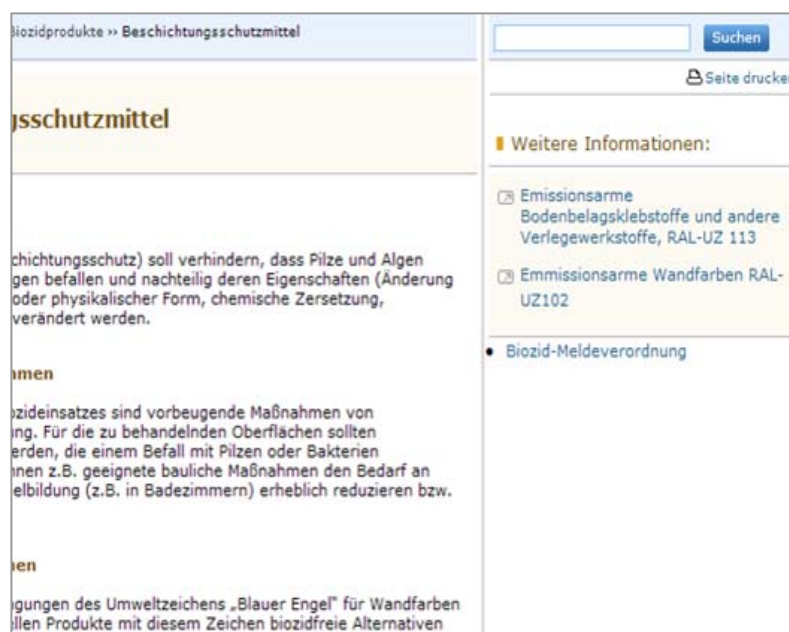 Biozidprodukte ›› Beschichtungsschutzmittel
Suchen
Seite drucken
gsschutzmittel
Weitere Informationen:
Emissionsarme
Bodenbelagsklebstoffe und andere
Verlegewerkstoffe, RAL-UZ 113
Emmissionsarme Wandfarben RAL-
UZ102
Biozid-Meldeverordnung
chichtungsschutz) soll verhindern, dass Pilze und Algen
gen befallen und nachteilig deren Eigenschaften (Änderung
oder physikalischer Form, chemische Zersetzung,
verändert werden.
nmen
ozideinsatzes sind vorbeugende Maßnahmen von
ung. Für die zu behandelnden Oberflächen sollten
erden, die einem Befall mit Pilzen oder Bakterien
nnen z.B. geeignete bauliche Maßnahmen den Bedarf an
elbildung (z.B. in Badezimmern) erheblich reduzieren bzw.
nen
gungen des Umweltzeichens „Blauer Engel" für Wandfarben
llen Produkte mit diesem Zeichen biozidfreie Alternativen